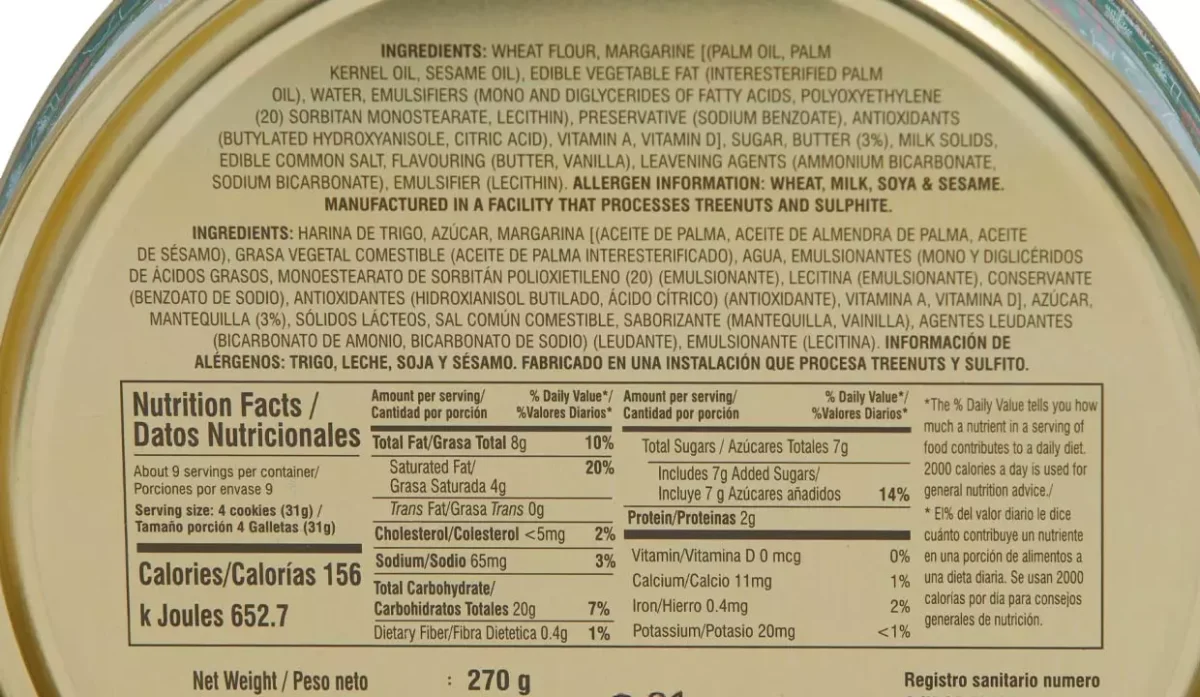 INGREDIENTS: WHEAT FLOUR, MARGARINE [(PALM OIL, PALM
KERNEL OIL, SESAME OIL), EDIBLE VEGETABLE FAT (INTERESTERIFIED PALM
OIL), WATER, EMULSIFIERS (MONO AND DIGLYCERIDES OF FATTY ACIDS, POLYOXYETHYLENE
(20) SORBITAN MONOSTEARATE, LECITHIN), PRESERVATIVE (SODIUM BENZOATE), ANTIOXIDANTS
(BUTYLATED HYDROXYANISOLE, CITRIC ACID), VITAMIN A, VITAMIN D], SUGAR, BUTTER (3%), MILK SOLIDS,
EDIBLE COMMON SALT, FLAVOURING (BUTTER, VANILLA), LEAVENING AGENTS (AMMONIUM BICARBONATE,
SODIUM BICARBONATE), EMULSIFIER (LECITHIN). ALLERGEN INFORMATION: WHEAT, MILK, SOYA & SESAME.
MANUFACTURED IN A FACILITY THAT PROCESSES TREENUTS AND SULPHITE.
INGREDIENTS: HARINA DE TRIGO, AZÚCAR, MARGARINA [(ACEITE DE PALMA, ACEITE DE ALMENDRA DE PALMA, ACEITE
DE SÉSAMO), GRASA VEGETAL COMESTIBLE (ACEITE DE PALMA INTERESTERIFICADO), AGUA, EMULSIONANTES (MONO Y DIGLICÉRIDOS
DE ÁCIDOS GRASOS, MONOESTEARATO DE SORBITÁN POLIOXIETILENO (20) (EMULSIONANTE), LECITINA (EMULSIONANTE), CONSERVANTE
(BENZOATO DE SODIO), ANTIOXIDANTES (HIDROXIANISOL BUTILADO, ÁCIDO CÍTRICO) (ANTIOXIDANTE), VITAMINA A, VITAMINA D], AZÚCAR,
MANTEQUILLA (3%), SÓLIDOS LÁCTEOS, SAL COMÚN COMESTIBLE, SABORIZANTE (MANTEQUILLA, VAINILLA), AGENTES LEUDANTES
(BICARBONATO DE AMONIO, BICARBONATO DE SODIO) (LEUDANTE), EMULSIONANTE (LECITINA). INFORMACIÓN DE
ALÉRGENOS: TRIGO, LECHE, SOJA Y SÉSAMO. FABRICADO EN UNA INSTALACIÓN QUE PROCESA TREENUTS Y SULFITO.
Nutrition Facts /
Datos Nutricionales
About 9 servings per container/
Porciones por envase 9
Serving size: 4 cookies (31g) /
Tamaño porción 4 Galletas (31g)
Calories/Calorías 156
k Joules 652.7
Amount per serving/ % Daily Value*/
Cantidad por porción %Valores Diarios*
Total Fat/Grasa Total 8g 10%
Saturated Fat/ 20%
Grasa Saturada 4g
Trans Fat/Grasa Trans 0g
Cholesterol/Colesterol <5mg 2%
Sodium/Sodio 65mg 3%
Total Carbohydrate/
Carbohidratos Totales 20g 7%
Dietary Fiber/Fibra Dietetica 0.4g 1%
Amount per serving/ % Daily Value*/
Cantidad por porción %Valores Diarios*
Total Sugars / Azúcares Totales 7g
Includes 7g Added Sugars/
Incluye 7 g Azúcares añadidos 14%
Protein/Proteinas 2g
Vitamin/Vitamina D 0 mcg 0%
Calcium/Calcio 11mg 1%
Iron/Hierro 0.4mg 2%
Potassium/Potasio 20mg <1%
*The % Daily Value tells you how
much a nutrient in a serving of
food contributes to a daily diet.
2000 calories a day is used for
general nutrition advice./
* El% del valor diario le dice
cuánto contribuye un nutriente
en una porción de alimentos a
una dieta diaria. Se usan 2000
calorías por dia para consejos
generales de nutrición.
Net Weight / Peso neto : 270 g
Registro sanitario numero